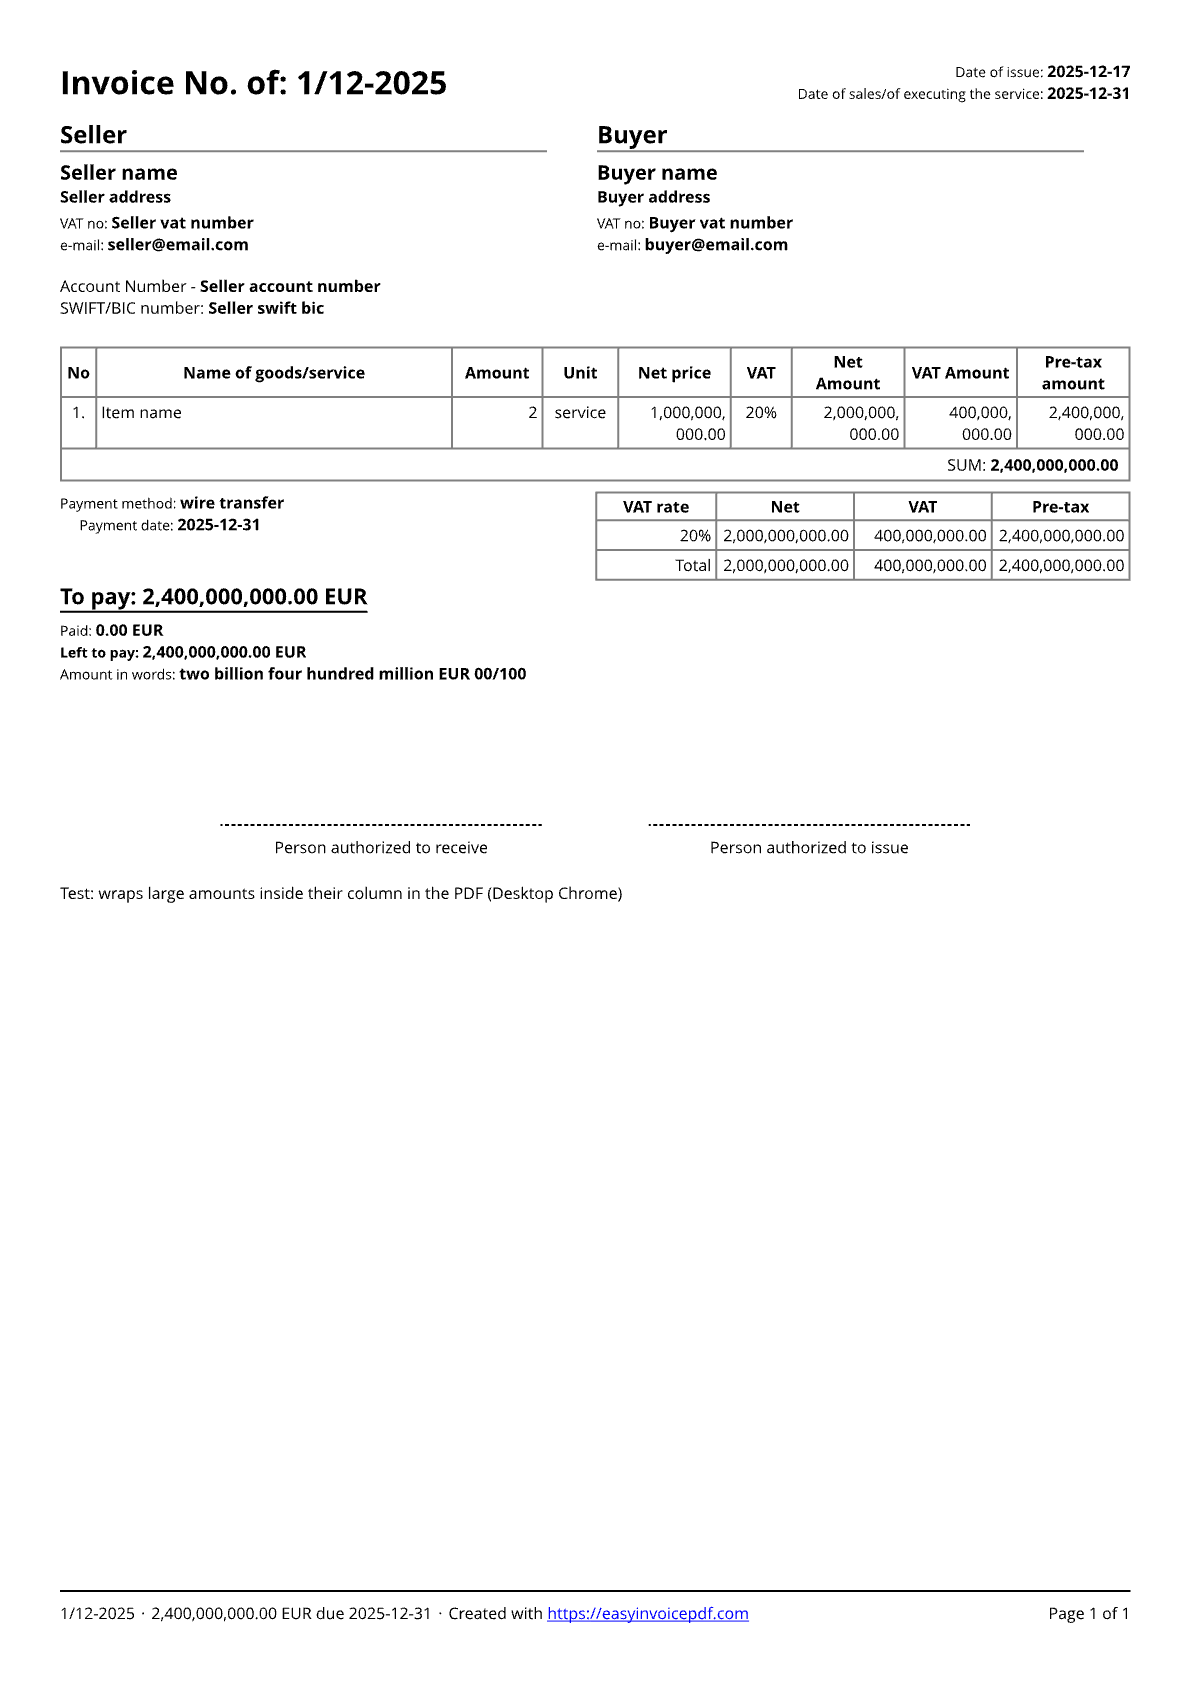 Invoice No. of: 1/12-2025
Date of issue: 2025-12-17
Date of sales/of executing the service: 2025-12-31
Seller
Seller name
Seller address
VAT no: Seller vat number
e-mail: seller@email.com
Account Number - Seller account number
SWIFT/BIC number: Seller swift bic
Buyer
Buyer name
Buyer address
VAT no: Buyer vat number
e-mail: buyer@email.com
No Name of goods/service Amount Unit Net price VAT Net Amount VAT Amount Pre-tax amount
1. Item name 2 service 1,000,000,000.00 20% 2,000,000,000.00 400,000,000.00 2,400,000,000.00
SUM: 2,400,000,000.00
Payment method: wire transfer
Payment date: 2025-12-31
VAT rate Net VAT Pre-tax
20% 2,000,000,000.00 400,000,000.00 2,400,000,000.00
Total 2,000,000,000.00 400,000,000.00 2,400,000,000.00
To pay: 2,400,000,000.00 EUR
Paid: 0.00 EUR
Left to pay: 2,400,000,000.00 EUR
Amount in words: two billion four hundred million EUR 00/100
Person authorized to receive
Person authorized to issue
Test: wraps large amounts inside their column in the PDF (Desktop Chrome)
1/12-2025 · 2,400,000,000.00 EUR due 2025-12-31 · Created with https://easyinvoicepdf.com
Page 1 of 1